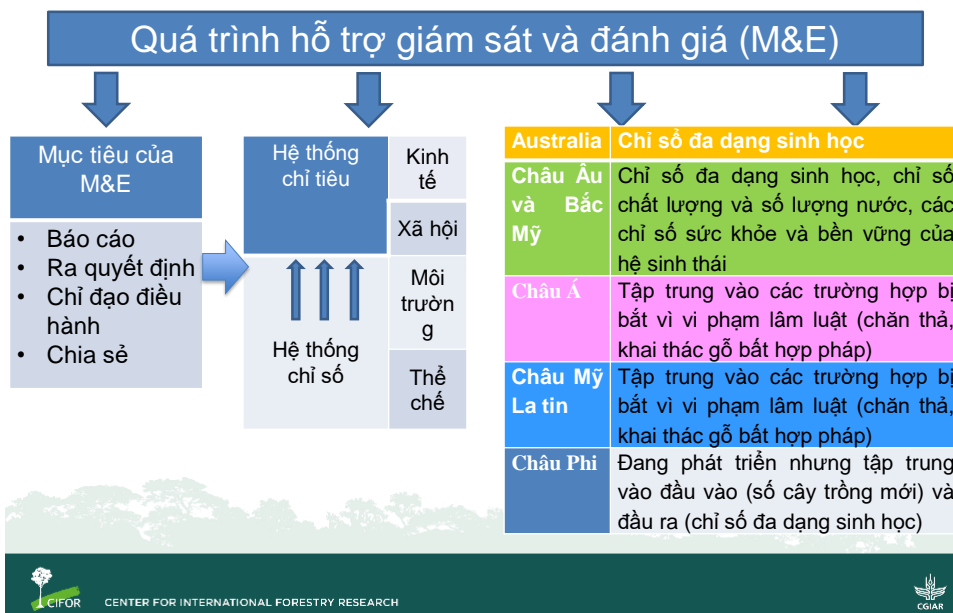 Quá trình hỗ trợ giám sát và đánh giá (M&E)
Mục tiêu của
M&E
• Báo cáo
• Ra quyết định
• Chỉ đạo điều
hành
• Chia sẻ
Hệ thống
chỉ tiêu
Hệ thống
chỉ số
Kinh
tế
Xã hội
Môi
trườn
g
Thể
chế
Australia Chỉ số đa dạng sinh học
Châu Âu
và Bắc
Mỹ
Chỉ số đa dạng sinh học, chỉ số
chất lượng và số lượng nước, các
chỉ số sức khỏe và bền vững của
hệ sinh thái
Châu Á
Tập trung vào các trường hợp bị
bắt vì vi phạm lâm luật (chăn thả,
khai thác gỗ bất hợp pháp)
Châu Mỹ
La tin
Tập trung vào các trường hợp bị
bắt vì vi phạm lâm luật (chăn thả,
khai thác gỗ bất hợp pháp)
Châu Phi
Đang phát triển nhưng tập trung
vào đầu vào (số cây trồng mới) và
đầu ra (chỉ số đa dạng sinh học)
CIFOR
CENTER FOR INTERNATIONAL FORESTRY RESEARCH
CGIAR